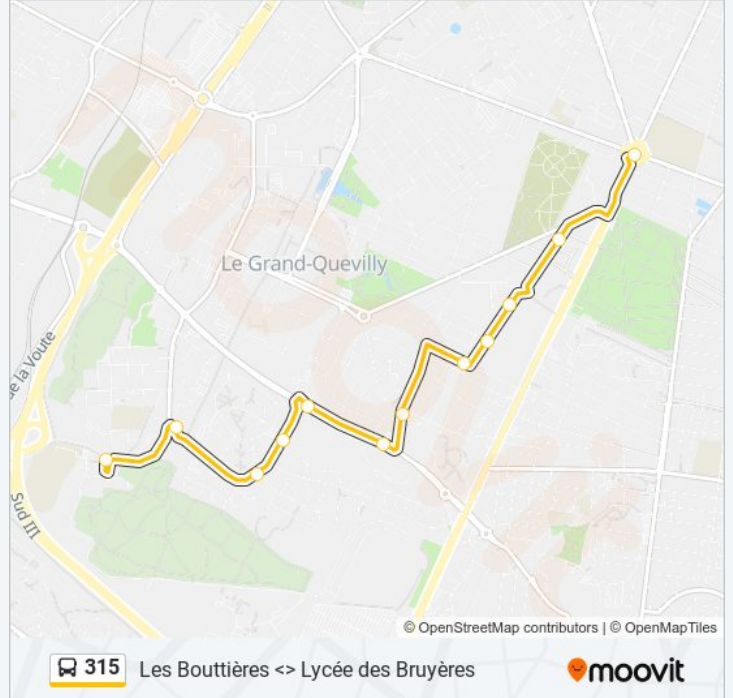 Le Grand-Quevilly
de la Voute
Sud III
© OpenStreetMap contributors | © OpenMapTiles
315 Les Bouttières <> Lycée des Bruyères
moovit